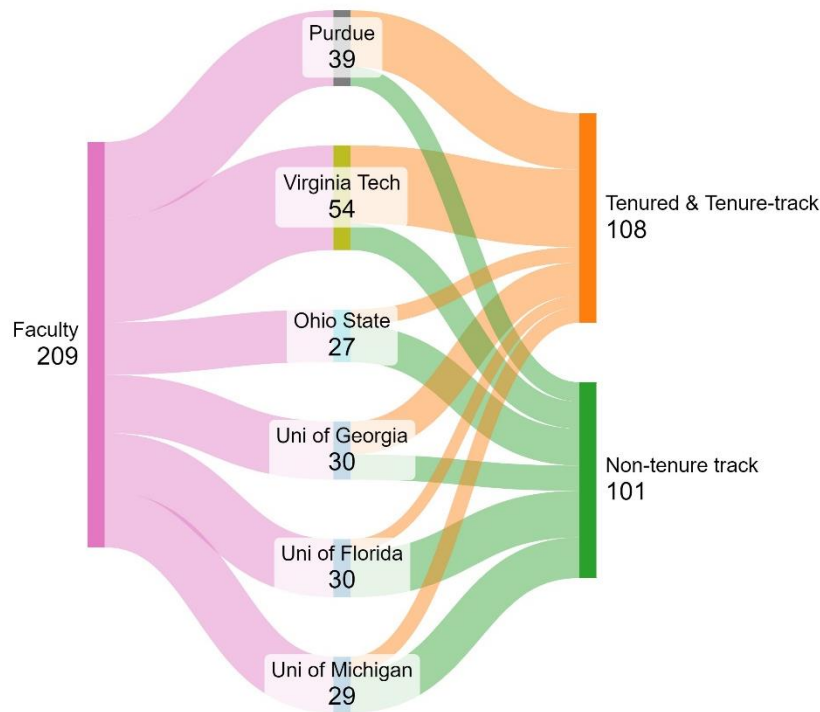 Purdue
39
Virginia Tech
54
Tenured & Tenure-track
108
Faculty
209
Ohio State
27
Uni of Georgia
30
Non-tenure track
101
Uni of Florida
30
Uni of Michigan
29